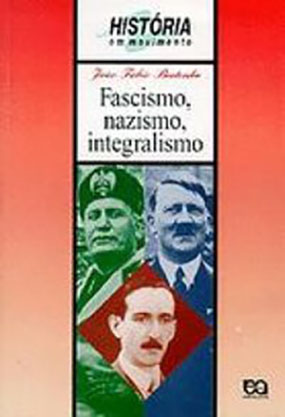 HISTÓRIA
em movimento
João Fábio Bertonha
Fascismo,
nazismo,
integralismo